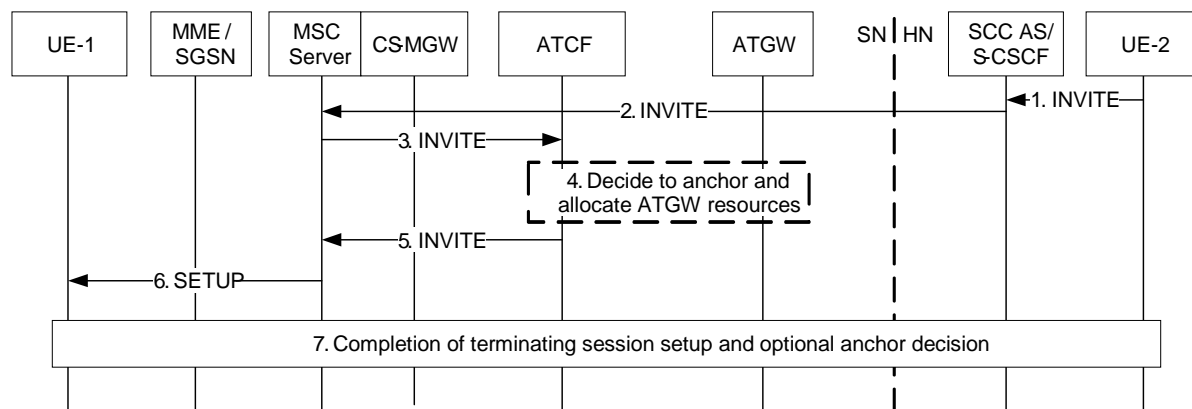 UE-1
MME /
SGSN
MSC
Server
CS-MGW
ATCF
ATGW
SN
HN
SCC AS/
S-CSCF
UE-2
1. INVITE
2. INVITE
3. INVITE
4. Decide to anchor and
allocate ATGW resources
5. INVITE
6. SETUP
7. Completion of terminating session setup and optional anchor decision